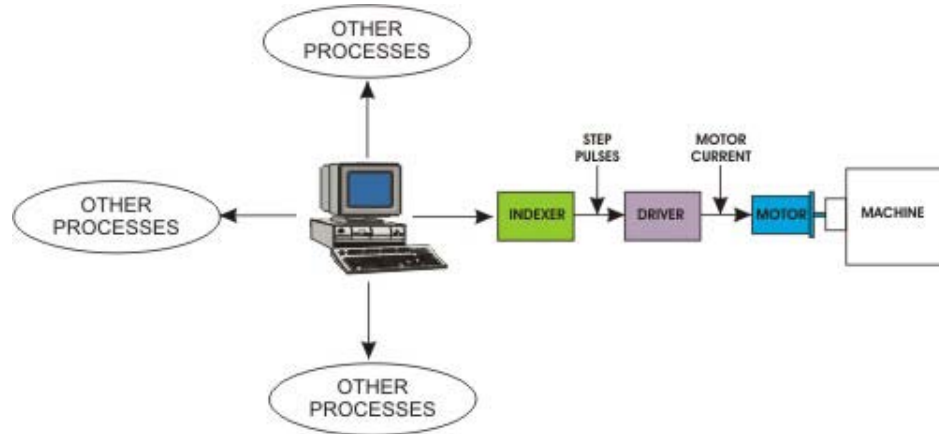 OTHER
PROCESSES
STEP
PULSES
MOTOR
CURRENT
OTHER
PROCESSES
INDEXER
DRIVER
MOTOR
MACHINE
OTHER
PROCESSES